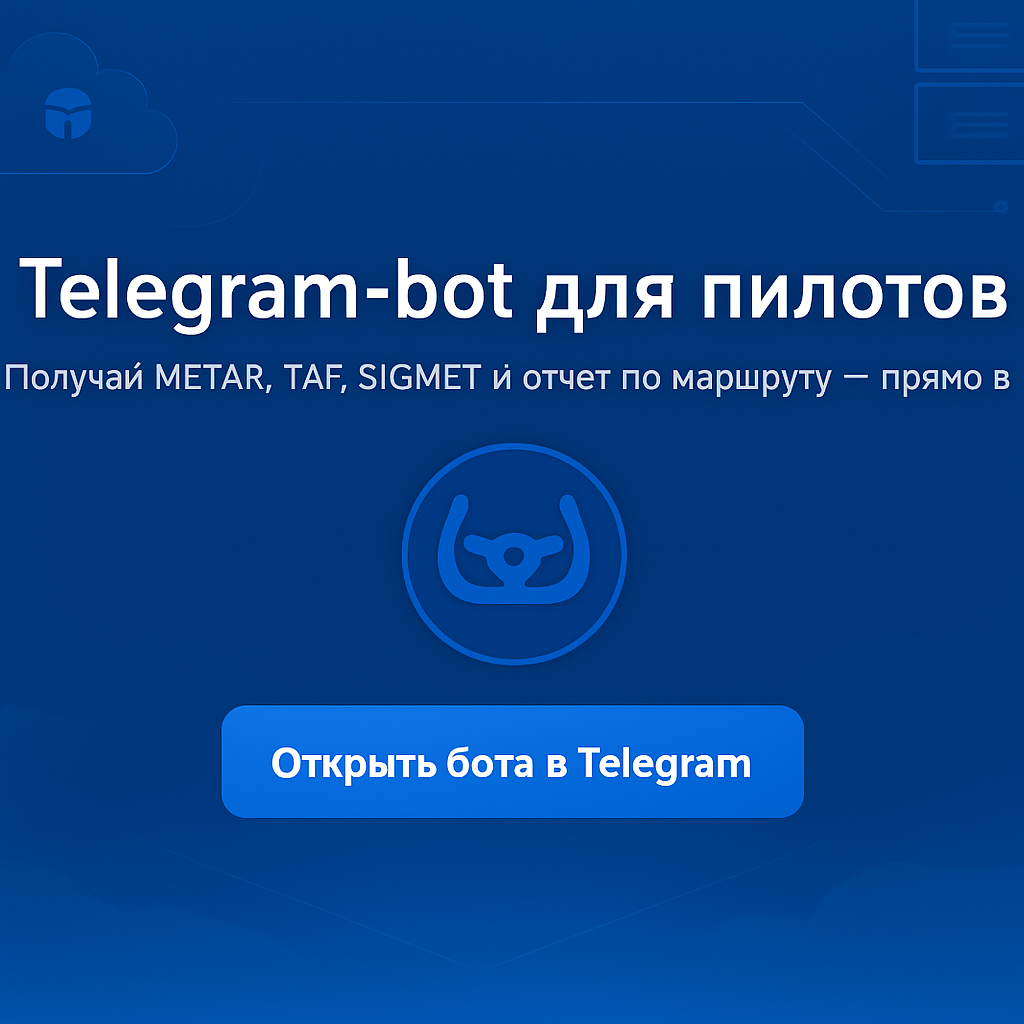 Telegram-bot для пилотов
Получай METAR, TAF, SIGMET й отчет по маршруту — прямо в
Открыть бота в Telegram